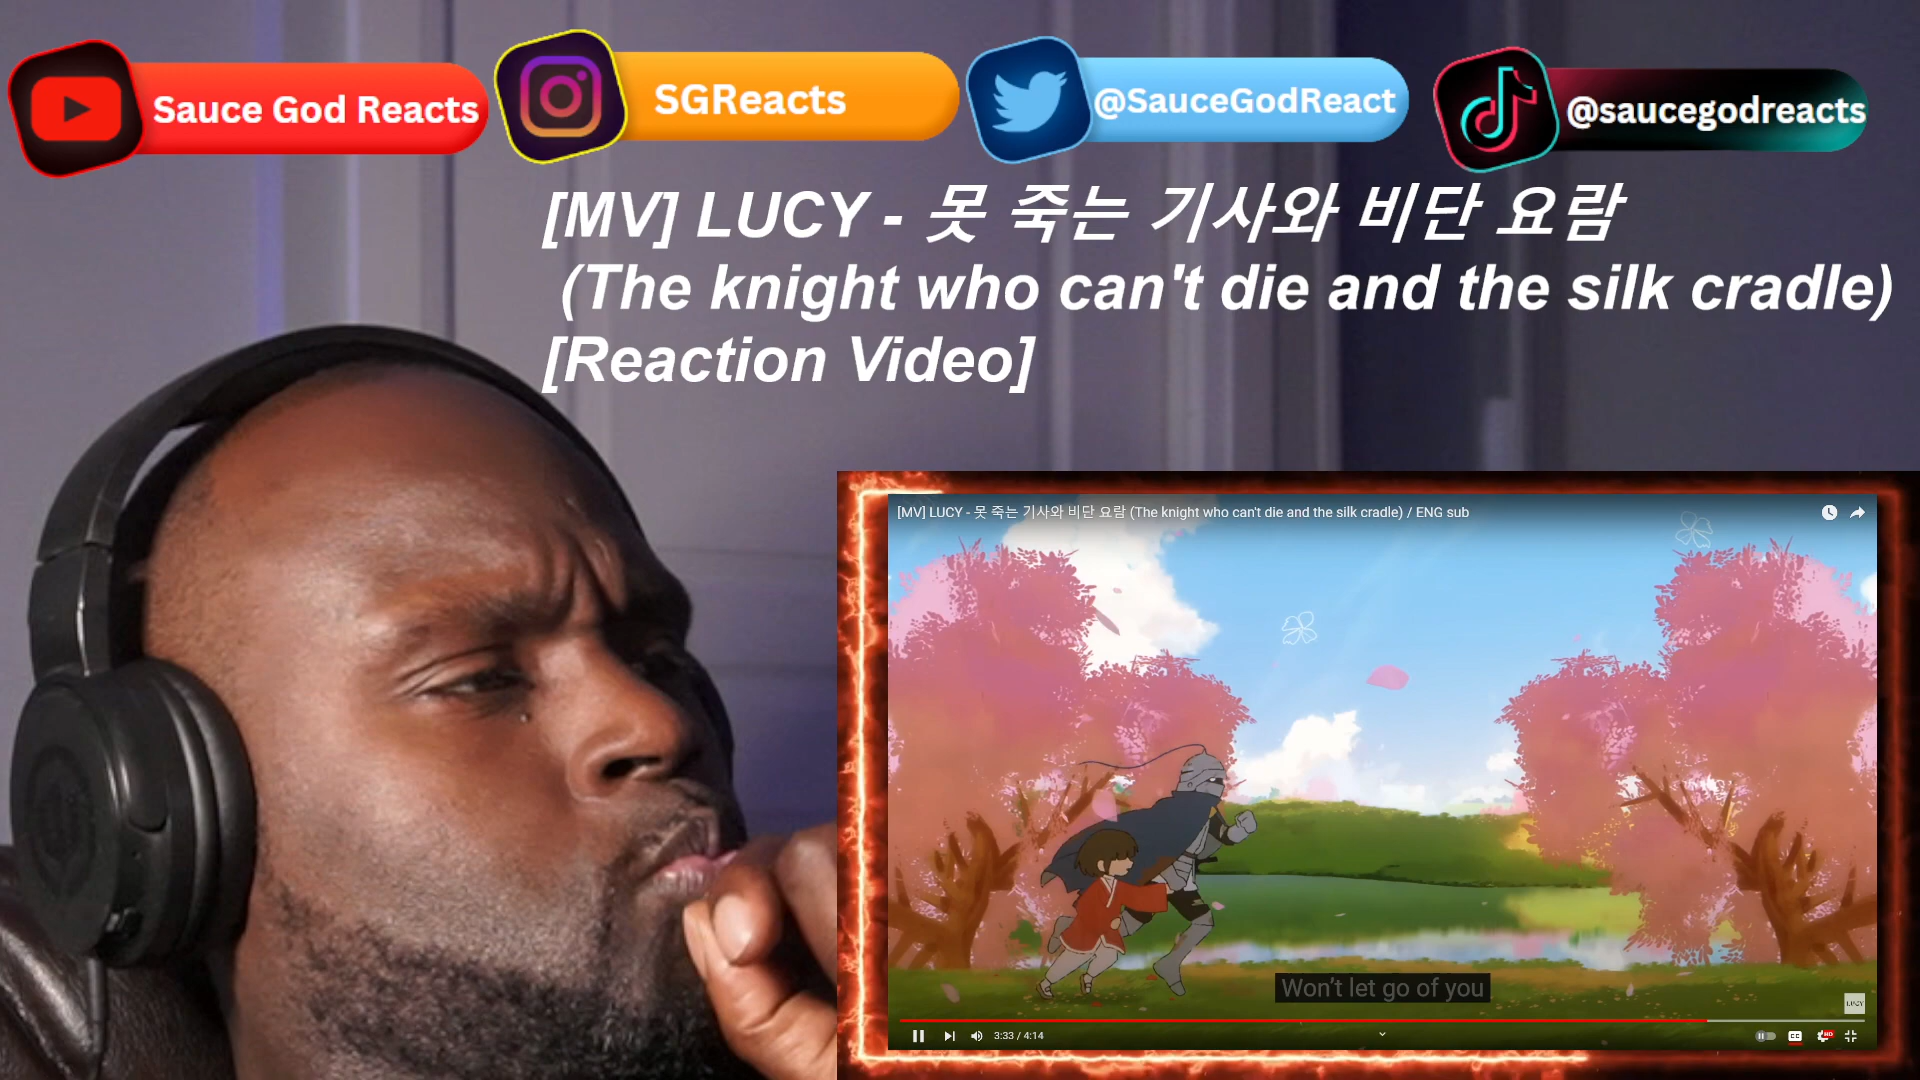 Sauce God Reacts
SGReacts
@SauceGodReact
@saucegodreacts
[MV] LUCY - 못 죽는 기사와 비단 요람
(The knight who can't die and the silk cradle)
[Reaction Video]
[MV] LUCY - 못 죽는 기사와 비단 요람 (The knight who can't die and the silk cradle) / ENG sub
Won't let go of you
LUCY
3:33 / 4:14
CC
HD